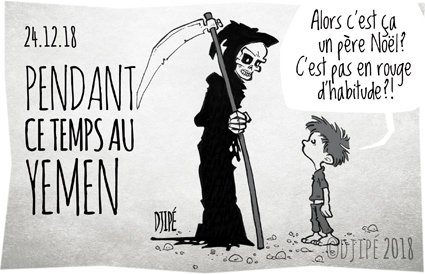 24.12.18
PENDANT
CE TEMPS AU
YEMEN
Alors c'est ça
un père Noël?
C'est pas en rouge
d'habitude?!
DJIPÉ
©DJIPÉ 2018